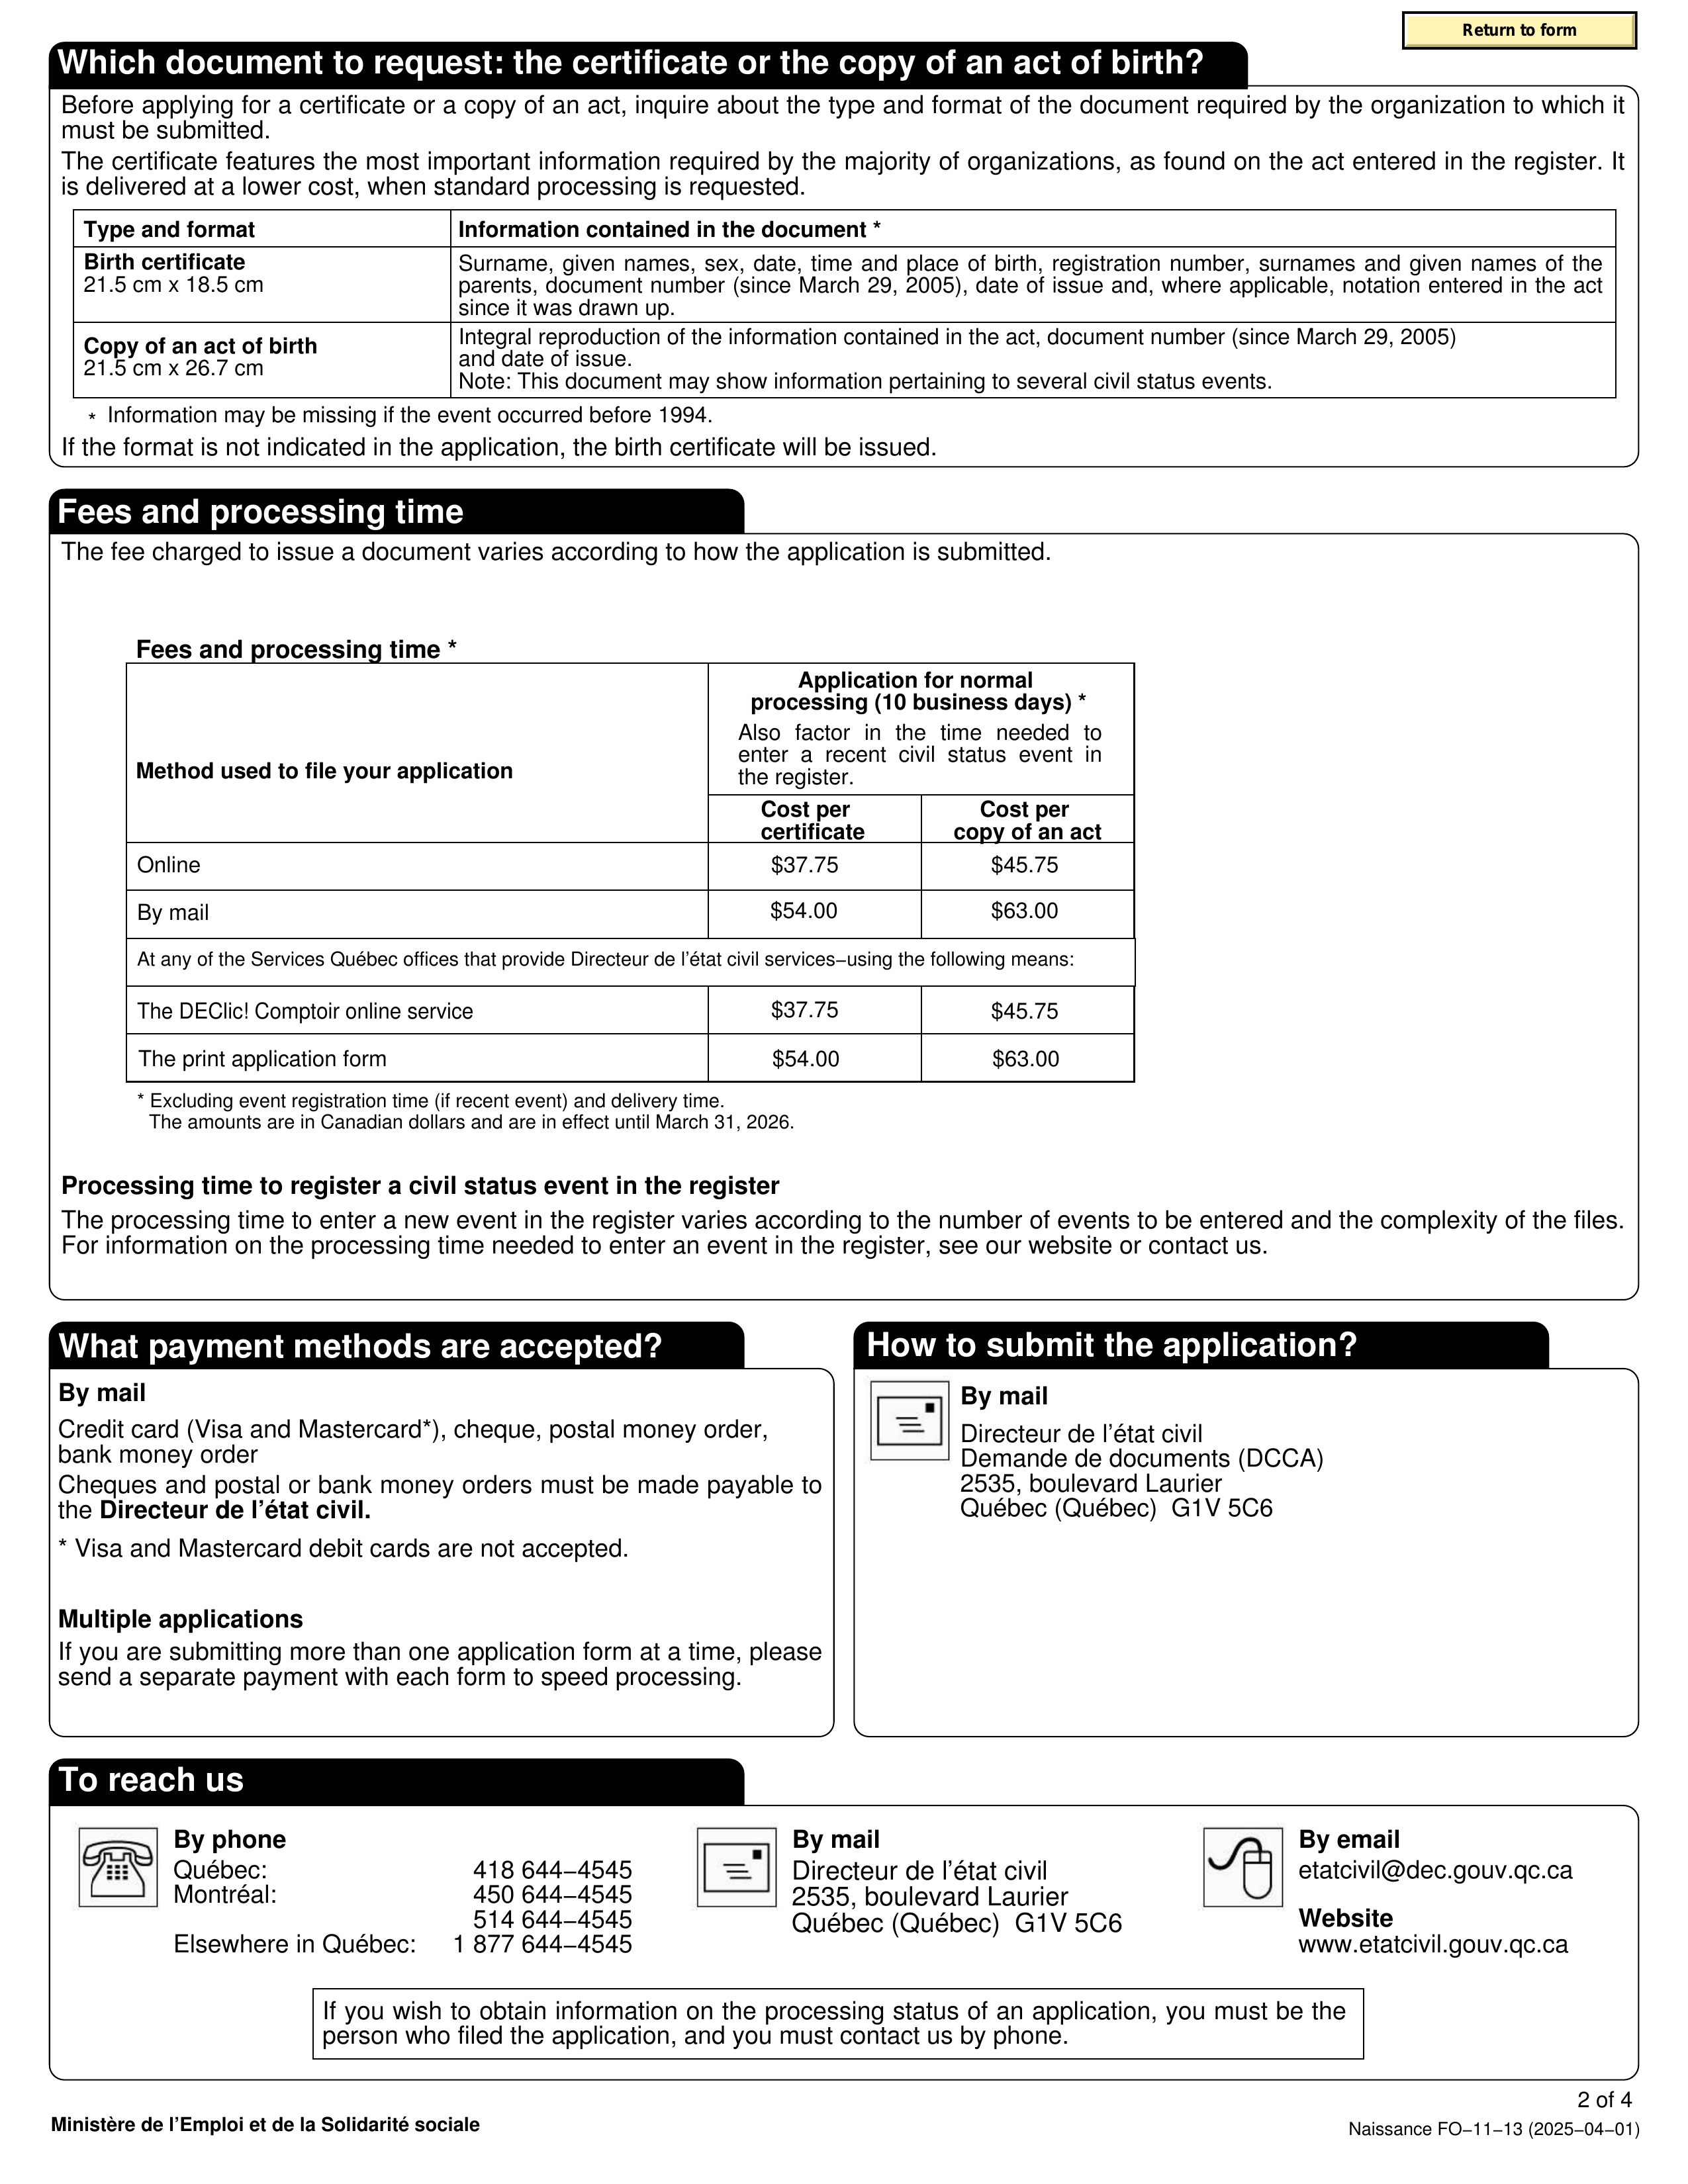 Return to form
Which document to request: the certificate or the copy of an act of birth?
Before applying for a certificate or a copy of an act, inquire about the type and format of the document required by the organization to which it
must be submitted.
The certificate features the most important information required by the majority of organizations, as found on the act entered in the register. It
is delivered at a lower cost, when standard processing is requested.
Type and format
Information contained in the document *
Birth certificate
21.5 cm x 18.5 cm
Surname, given names, sex, date, time and place of birth, registration number, surnames and given names of the
parents, document number (since March 29, 2005), date of issue and, where applicable, notation entered in the act
since it was drawn up.
Copy of an act of birth
21.5 cm x 26.7 cm
Integral reproduction of the information contained in the act, document number (since March 29, 2005)
and date of issue.
Note: This document may show information pertaining to several civil status events.
* Information may be missing if the event occurred before 1994.
If the format is not indicated in the application, the birth certificate will be issued.
Fees and processing time
The fee charged to issue a document varies according to how the application is submitted.
Fees and processing time *
Method used to file your application
Application for normal
processing (10 business days) *
Also factor in the time needed to
enter a recent civil status event in
the register.
Cost per
certificate
Cost per
copy of an act
Online $37.75 $45.75
By mail $54.00 $63.00
At any of the Services Québec offices that provide Directeur de l'état civil services–using the following means:
The DEClic! Comptoir online service $37.75 $45.75
The print application form $54.00 $63.00
* Excluding event registration time (if recent event) and delivery time.
The amounts are in Canadian dollars and are in effect until March 31, 2026.
Processing time to register a civil status event in the register
The processing time to enter a new event in the register varies according to the number of events to be entered and the complexity of the files.
For information on the processing time needed to enter an event in the register, see our website or contact us.
What payment methods are accepted?
By mail
Credit card (Visa and Mastercard*), cheque, postal money order,
bank money order
Cheques and postal or bank money orders must be made payable to
the Directeur de l'état civil.
* Visa and Mastercard debit cards are not accepted.
Multiple applications
If you are submitting more than one application form at a time, please
send a separate payment with each form to speed processing.
How to submit the application?
By mail
Directeur de l'état civil
Demande de documents (DCCA)
2535, boulevard Laurier
Québec (Québec) G1V 5C6
To reach us
By phone
Québec: 418 644–4545
Montréal: 450 644–4545
514 644–4545
Elsewhere in Québec: 1 877 644–4545
By mail
Directeur de l'état civil
2535, boulevard Laurier
Québec (Québec) G1V 5C6
By email
etatcivil@dec.gouv.qc.ca
Website
www.etatcivil.gouv.qc.ca
If you wish to obtain information on the processing status of an application, you must be the
person who filed the application, and you must contact us by phone.
2 of 4
Ministère de l'Emploi et de la Solidarité sociale
Naissance FO–11–13 (2025–04–01)